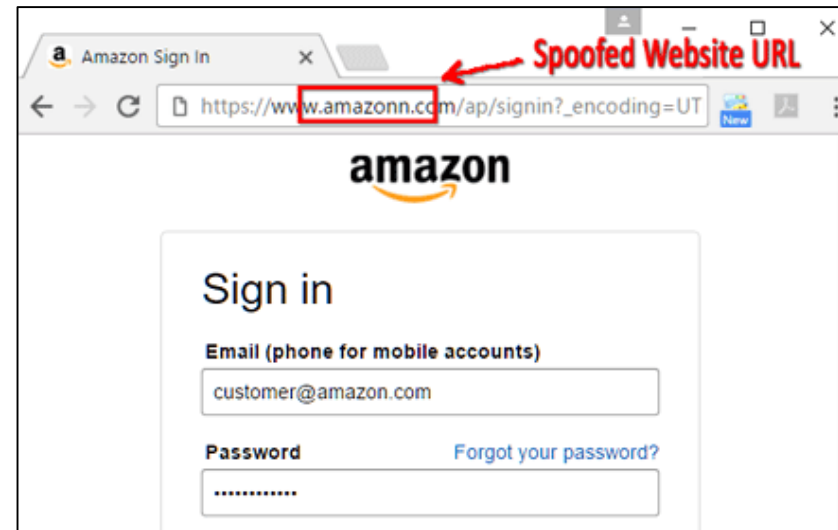 Amazon Sign In
Spoofed Website URL
https://www.amazonn.com/ap/signin?_encoding=UT
New
amazon
Sign in
Email (phone for mobile accounts)
customer@amazon.com
Password Forgot your password?
............